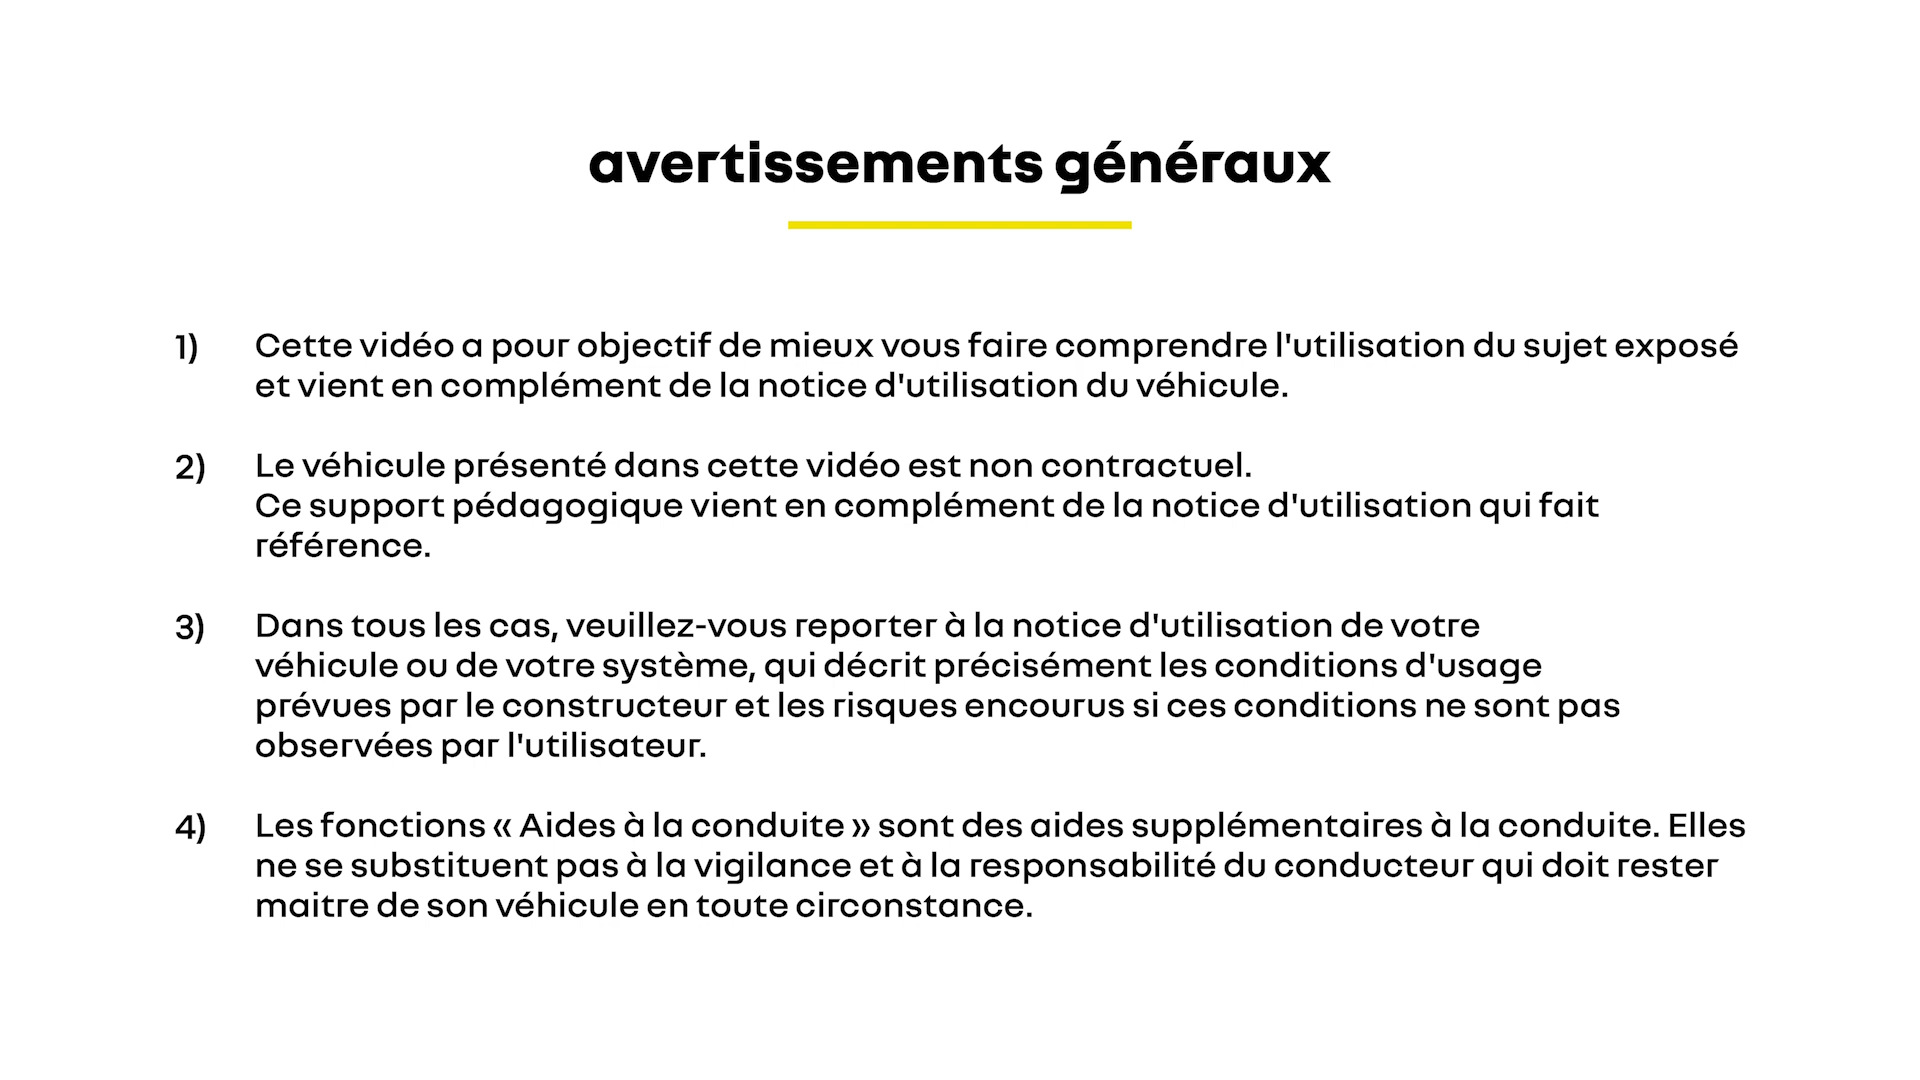 avertissements généraux
1) Cette vidéo a pour objectif de mieux vous faire comprendre l'utilisation du sujet exposé
et vient en complément de la notice d'utilisation du véhicule.
2) Le véhicule présenté dans cette vidéo est non contractuel.
Ce support pédagogique vient en complément de la notice d'utilisation qui fait
référence.
3) Dans tous les cas, veuillez-vous reporter à la notice d'utilisation de votre
véhicule ou de votre système, qui décrit précisément les conditions d'usage
prévues par le constructeur et les risques encourus si ces conditions ne sont pas
observées par l'utilisateur.
4) Les fonctions « Aides à la conduite » sont des aides supplémentaires à la conduite. Elles
ne se substituent pas à la vigilance et à la responsabilité du conducteur qui doit rester
maitre de son véhicule en toute circonstance.